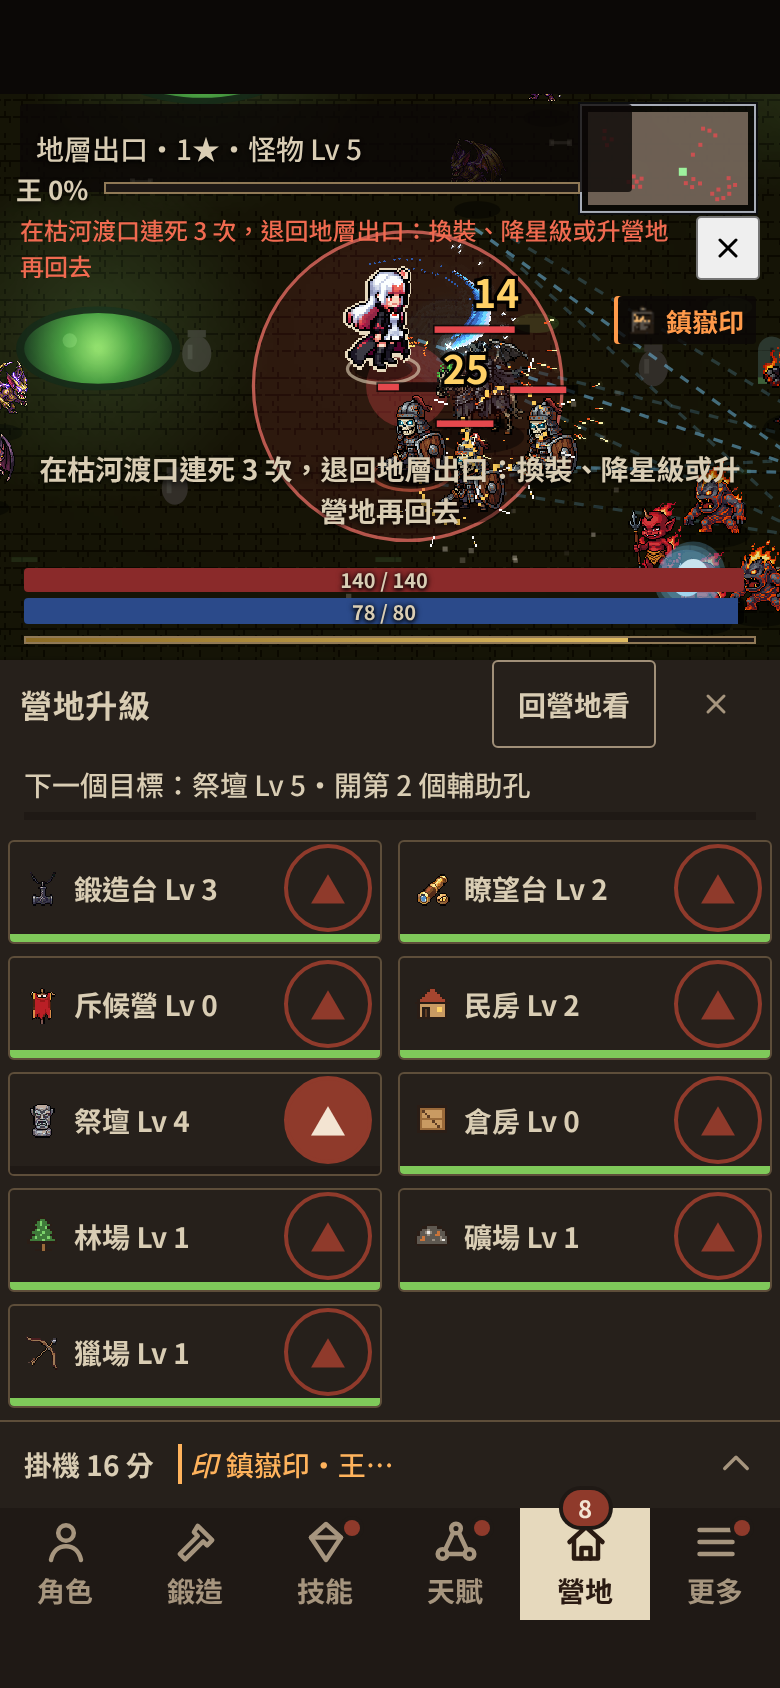 地層出口・1★・怪物 Lv 5
王 0%
在枯河渡口連死 3 次，退回地層出口：換裝、降星級或升營地
再回去
14
鎮嶽印
25
在枯河渡口連死 3 次，退回地層出口：換裝、降星級或升
營地再回去
140 / 140
78 / 80
營地升級
回營地看
下一個目標：祭壇 Lv 5・開第 2 個輔助孔
鍛造台 Lv 3
瞭望台 Lv 2
斥候營 Lv 0
民房 Lv 2
祭壇 Lv 4
倉房 Lv 0
林場 Lv 1
礦場 Lv 1
獵場 Lv 1
掛機 16 分
印 鎮嶽印・王…
8
角色
鍛造
技能
天賦
營地
更多